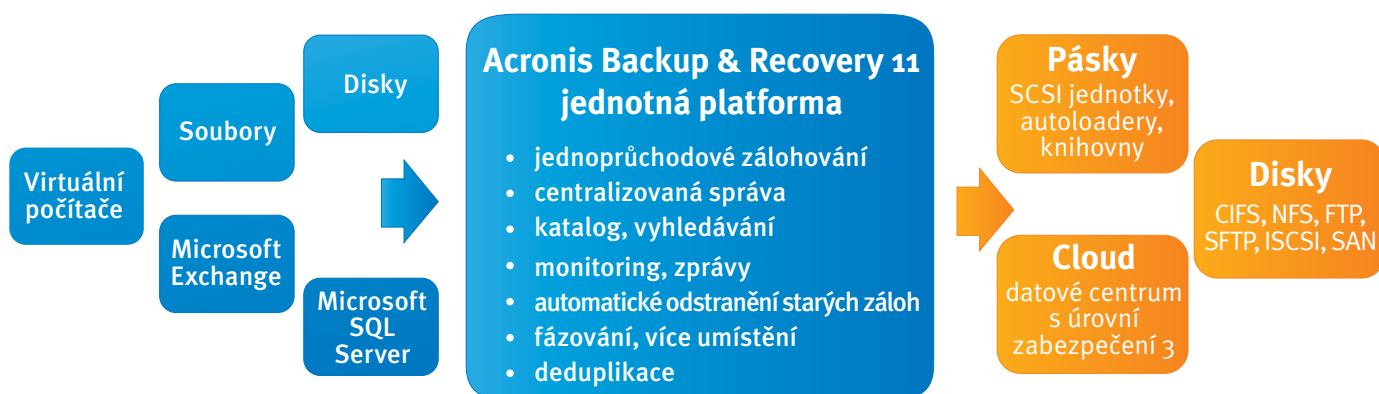 Virtuální
počítače
Soubory
Microsoft
Exchange
Disky
Microsoft
SQL
Server
Acronis Backup & Recovery 11
jednotná platforma
• jednoprůchodové zálohování
• centralizovaná správa
• katalog, vyhledávání
• monitoring, zprávy
• automatické odstranění starých záloh
• fázování, více umístění
• deduplikace
Pásky
SCSI jednotky,
autoloadery,
knihovny
Cloud
datové centrum
s úrovní
zabezpečení 3
Disky
CIFS, NFS, FTP,
SFTP, ISCSI, SAN